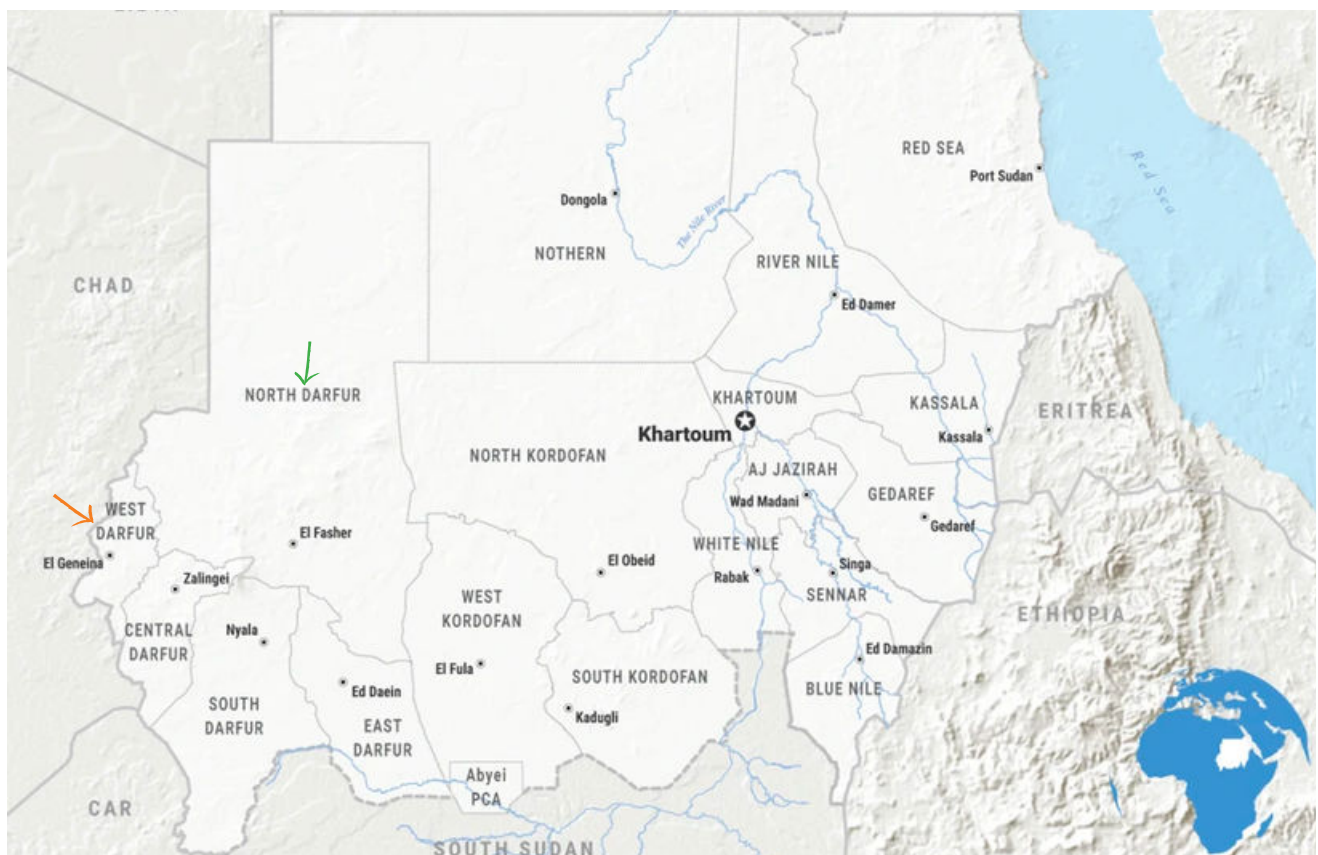 RED SEA
Port Sudan
Red Sea
Dongola
The Nile River
NOTHERN
RIVER NILE
CHAD
Ed Damer
NORTH DARFUR
KHARTOUM
Khartoum
KASSALA
Kassala
ERITREA
NORTH KORDOFAN
AJ JAZIRAH
Wad Madani
GEDAREF
Gedaref
WEST
DARFUR
El Geneina
El Fasher
WHITE NILE
El Obeid
Rabak
Singa
SENNAR
Zalingei
WEST
KORDOFAN
ETHIOPIA
CENTRAL
DARFUR
Nyala
El Fula
Ed Damazin
SOUTH KORDOFAN
BLUE NILE
Ed Daein
SOUTH
DARFUR
Kadugli
EAST
DARFUR
Abyei
PCA
CAR
SOUTH SUDAN